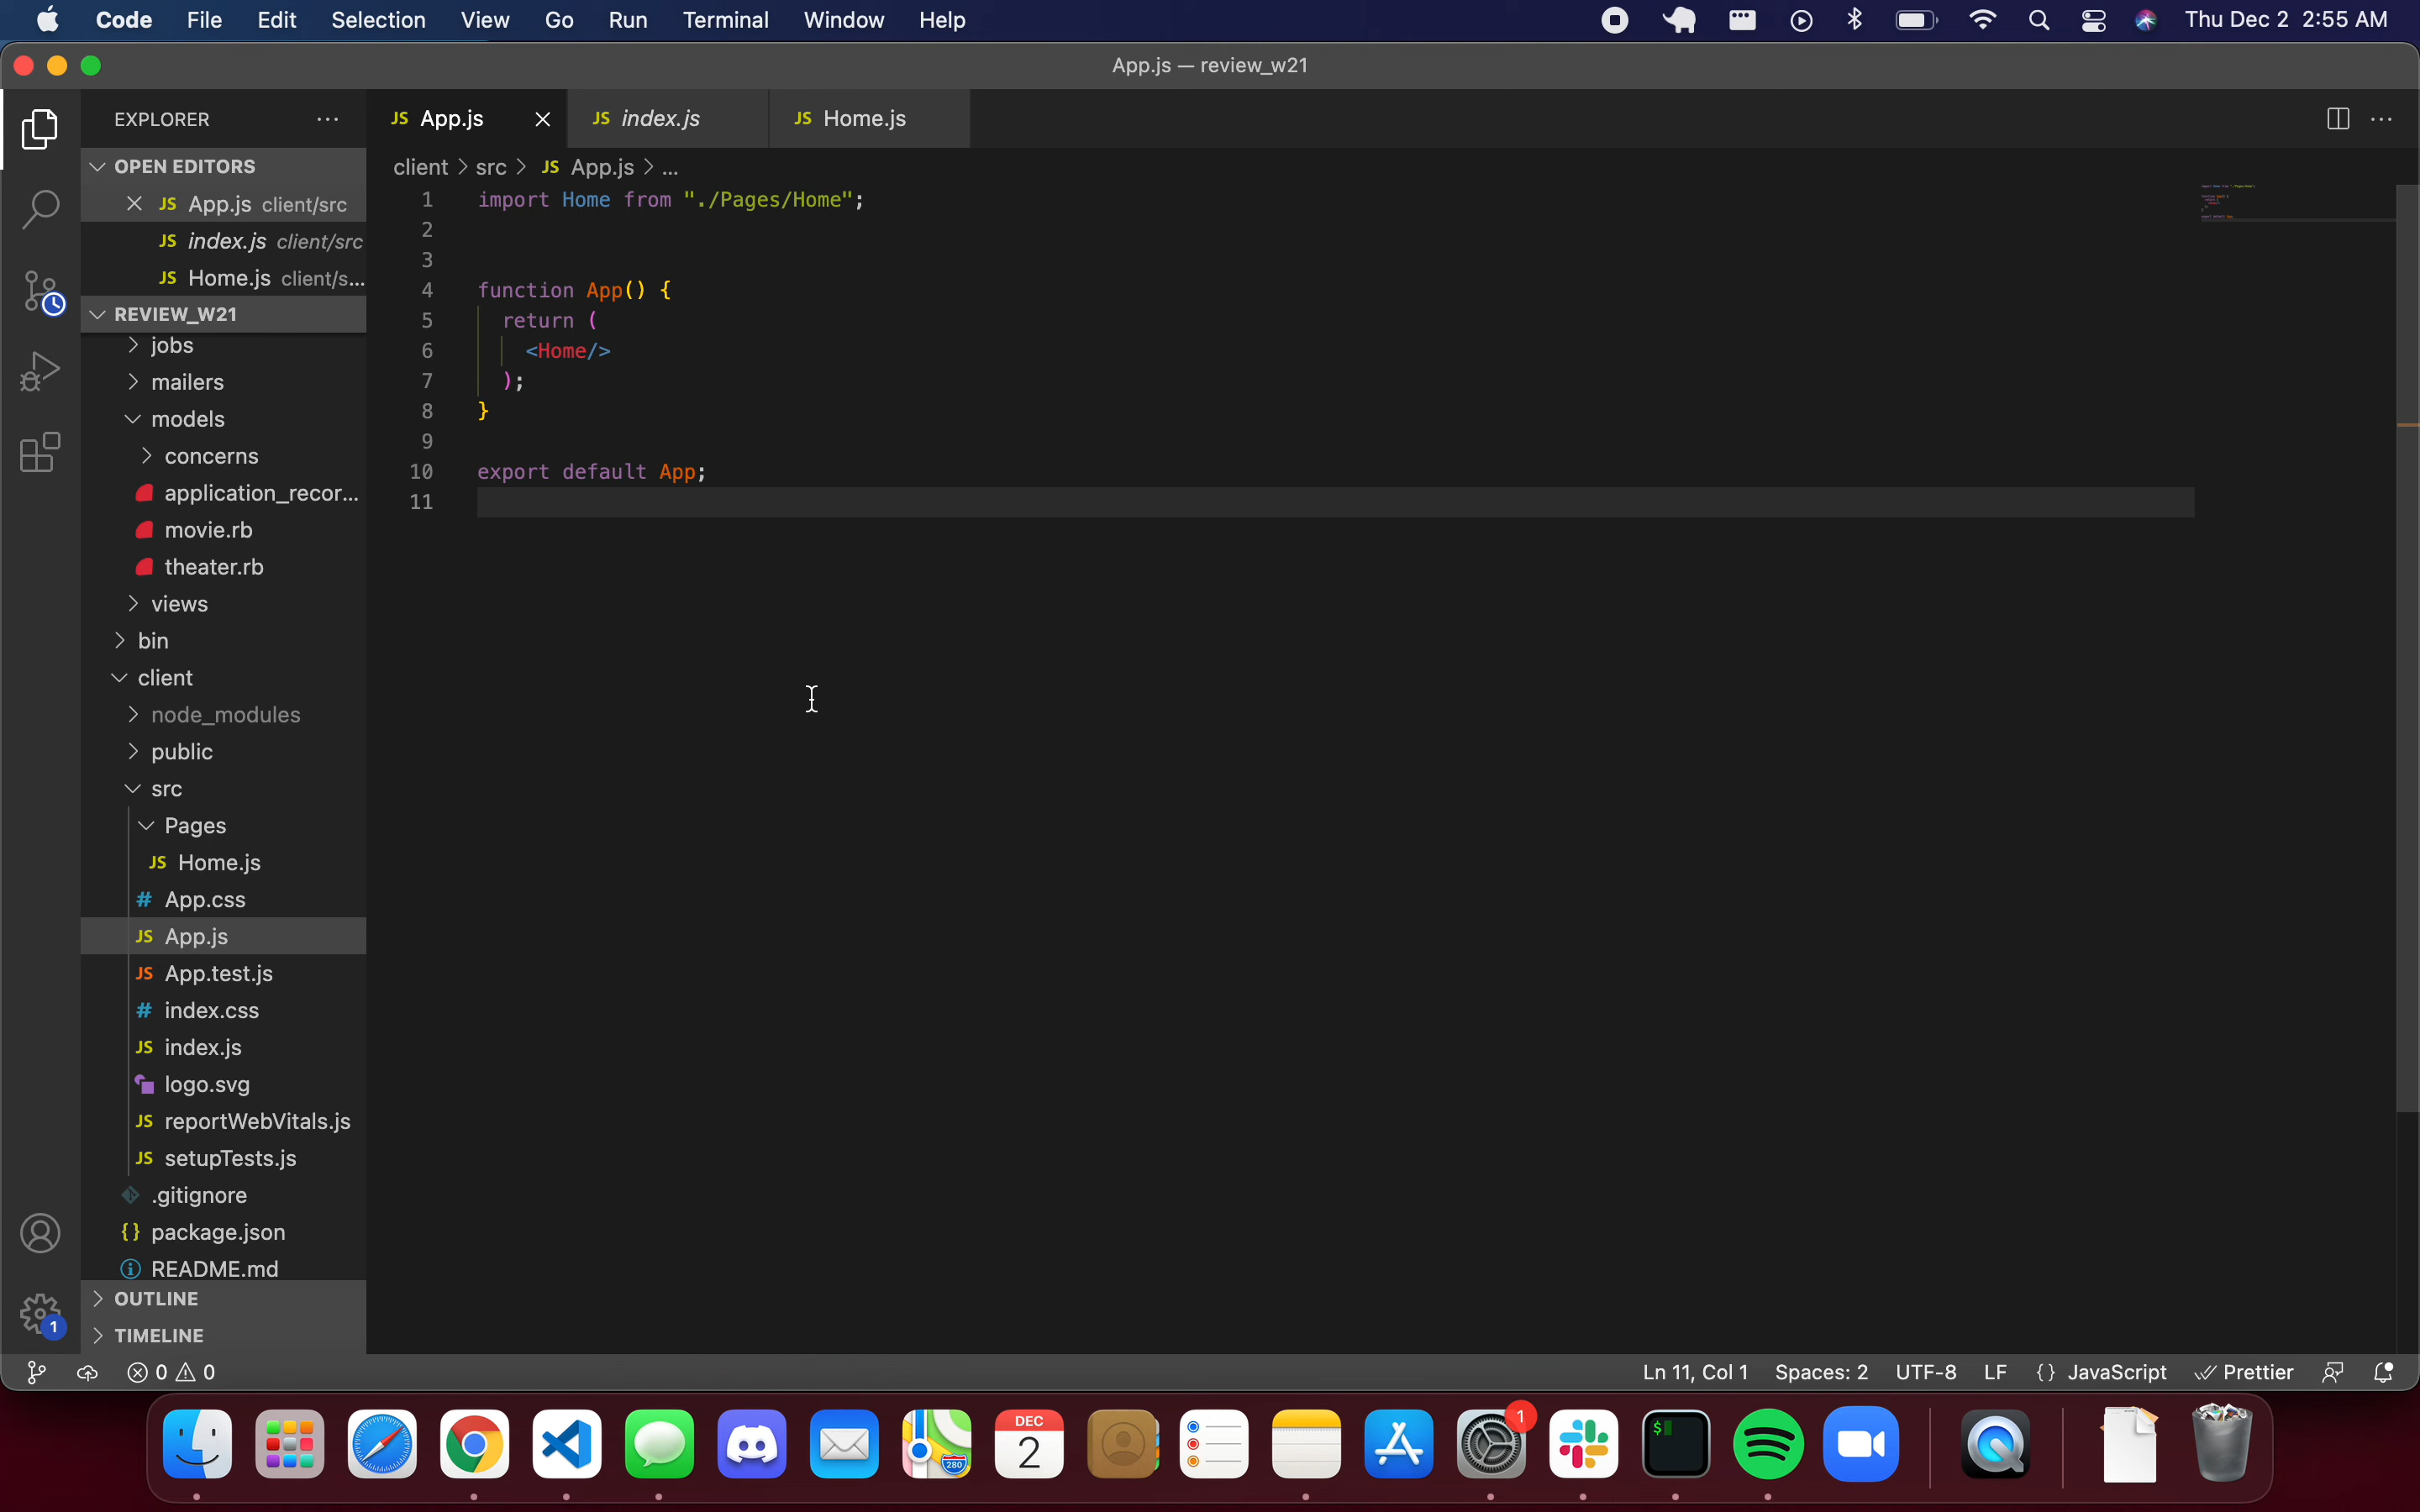 Code File Edit Selection View Go Run Terminal Window Help Thu Dec 2 2:55 AM
App.js — review_w21
EXPLORER
JS App.js
JS index.js
JS Home.js
OPEN EDITORS
JS App.js client/src
JS index.js client/src
JS Home.js client/s...
REVIEW_W21
jobs
mailers
models
concerns
application_recor...
movie.rb
theater.rb
views
bin
client
node_modules
public
src
Pages
JS Home.js
# App.css
JS App.js
JS App.test.js
# index.css
JS index.js
logo.svg
JS reportWebVitals.js
JS setupTests.js
.gitignore
{} package.json
README.md
OUTLINE
TIMELINE
1
client > src > JS App.js > ...
1 import Home from "./Pages/Home";
2
3
4 function App() {
5 return (
6 <Home/>
7 );
8 }
9
10 export default App;
11
0 0 Ln 11, Col 1 Spaces: 2 UTF-8 LF {} JavaScript Prettier
280
DEC
2
1
$